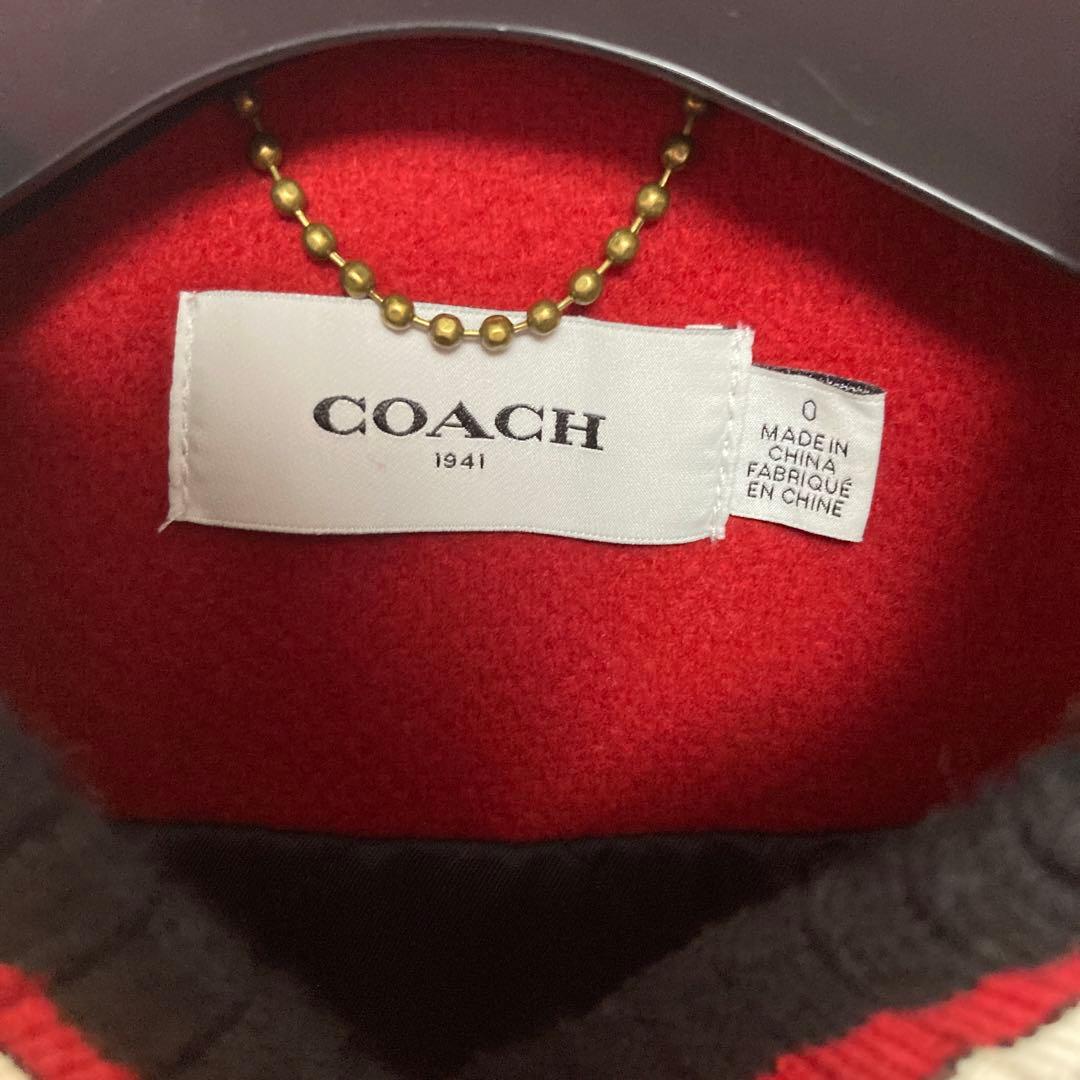 COACH
1941
0
MADE IN
CHINA
FABRIQUÉ
EN CHINE